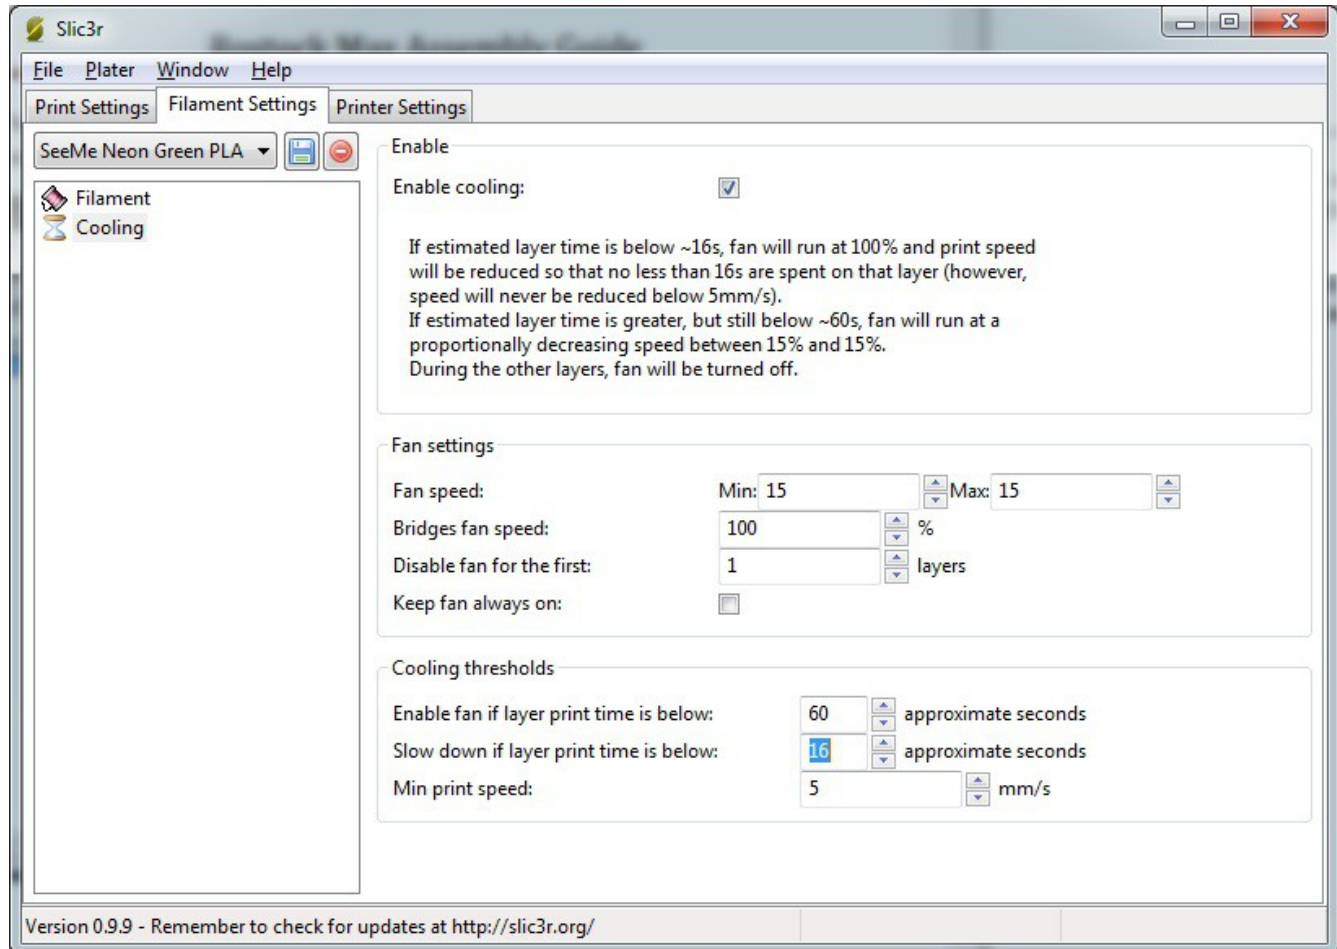 Slic3r
Rostock Max Assembly Guide
File Plater Window Help
Print Settings Filament Settings Printer Settings
SeeMe Neon Green PLA
Filament
Cooling
Enable
Enable cooling:
If estimated layer time is below ~16s, fan will run at 100% and print speed
will be reduced so that no less than 16s are spent on that layer (however,
speed will never be reduced below 5mm/s).
If estimated layer time is greater, but still below ~60s, fan will run at a
proportionally decreasing speed between 15% and 15%.
During the other layers, fan will be turned off.
Fan settings
Fan speed: Min: 15 Max: 15
Bridges fan speed: 100 %
Disable fan for the first: 1 layers
Keep fan always on:
Cooling thresholds
Enable fan if layer print time is below: 60 approximate seconds
Slow down if layer print time is below: 16 approximate seconds
Min print speed: 5 mm/s
Version 0.9.9 - Remember to check for updates at http://slic3r.org/